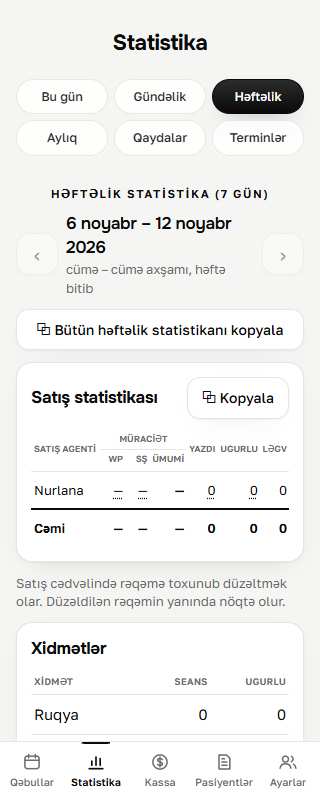 Statistika
Bu gün
Gündəlik
Həftəlik
Aylıq
Qaydalar
Terminlər
HƏFTƏLİK STATİSTİKA (7 GÜN)
6 noyabr – 12 noyabr
2026
cümə – cümə axşamı, həftə
bitib
Bütün həftəlik statistikanı kopyala
Satış statistikası
Kopyala
MÜRACİƏT
SATIŞ AGENTİ YAZDI UGURLU LƏGV
WP SŞ ÜMUMİ
Nurlana — — — 0 0 0
Cəmi — — — 0 0 0
Satış cədvəlində rəqəmə toxunub düzəltmək
olar. Düzəldilən rəqəmin yanında nöqtə olur.
Xidmətlər
XİDMƏT SEANS UGURLU
Ruqya 0 0
Qəbullar Statistika Kassa Pasiyentlər Ayarlar